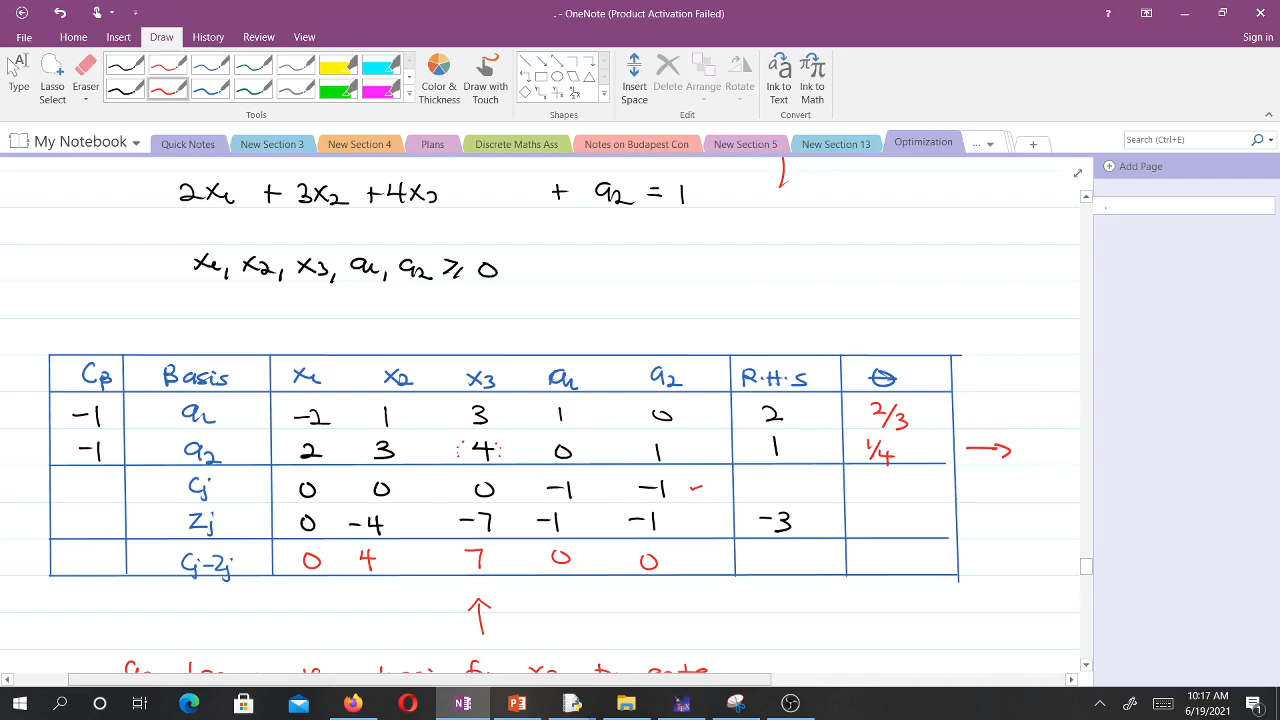 . - OneNote (Product Activation Failed)
? Sign in
File Home Insert Draw History Review View
Type Lasso Select Eraser Color & Thickness Draw with Touch Insert Space Delete Arrange Rotate Ink to Text Ink to Math
Tools Shapes Edit Convert
My Notebook Quick Notes New Section 3 New Section 4 Plans Discrete Maths Ass Notes on Budapest Con New Section 5 New Section 13 Optimization ... Search (Ctrl+E)
Add Page
.
2x1 + 3x2 + 4x3 + a2 = 1
x1, x2, x3, a1, a2 ≥ 0
CB Basis x1 x2 x3 a1 a2 R.H.S θ
-1 a1 -2 1 3 1 0 2 2/3
-1 a2 2 3 4 0 1 1 1/4 →
Cj 0 0 0 -1 -1
Zj 0 -4 -7 -1 -1 -3
Cj-Zj 0 4 7 0 0
10:17 AM
6/19/2021